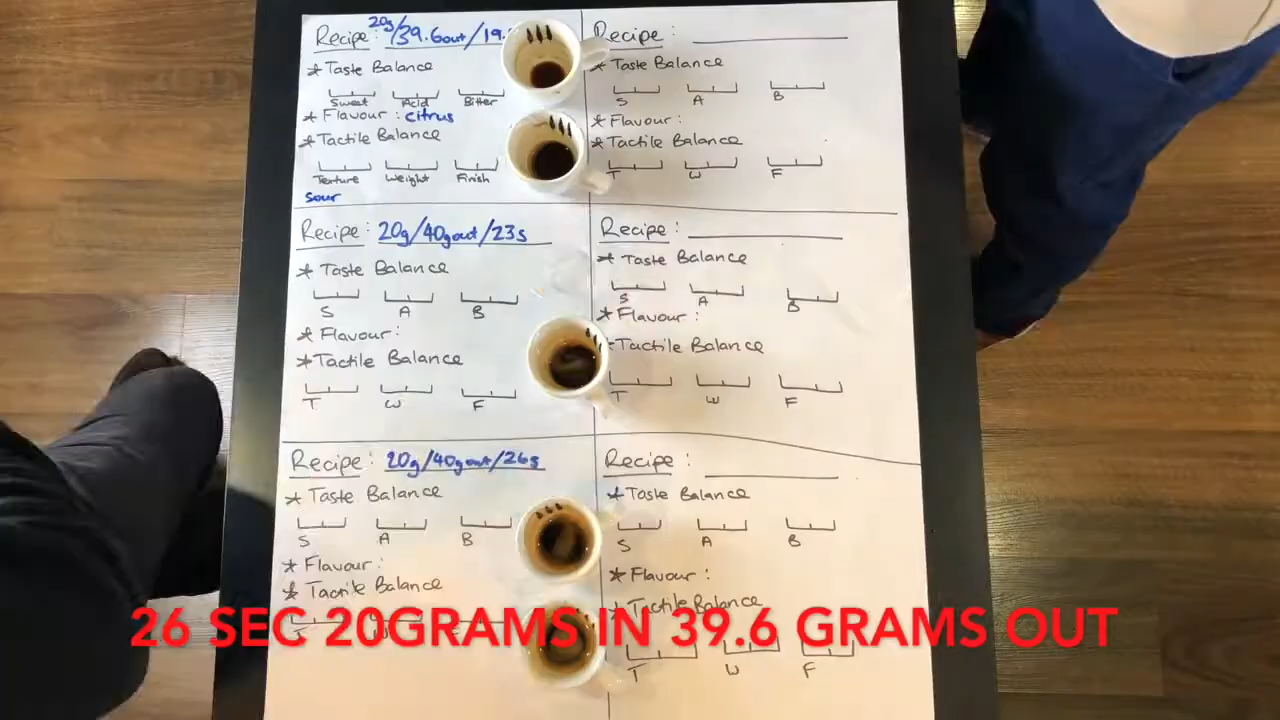 Recipe: 20g/39.6out/19.
* Taste Balance
Sweet Acid Bitter
* Flavour: citrus
* Tactile Balance
Texture Weight Finish
sour
Recipe: 20g/40gout/23s
* Taste Balance
S A B
* Flavour:
* Tactile Balance
T W F
Recipe: 20g/40gout/26s
* Taste Balance
S A B
* Flavour:
* Tactile Balance
Recipe:
* Taste Balance
S A B
* Flavour:
* Tactile Balance
T W F
Recipe:
* Taste Balance
S A B
* Flavour:
* Tactile Balance
T W F
Recipe:
* Taste Balance
S A B
* Flavour:
* Tactile Balance
T W F
26 SEC 20GRAMS IN 39.6 GRAMS OUT